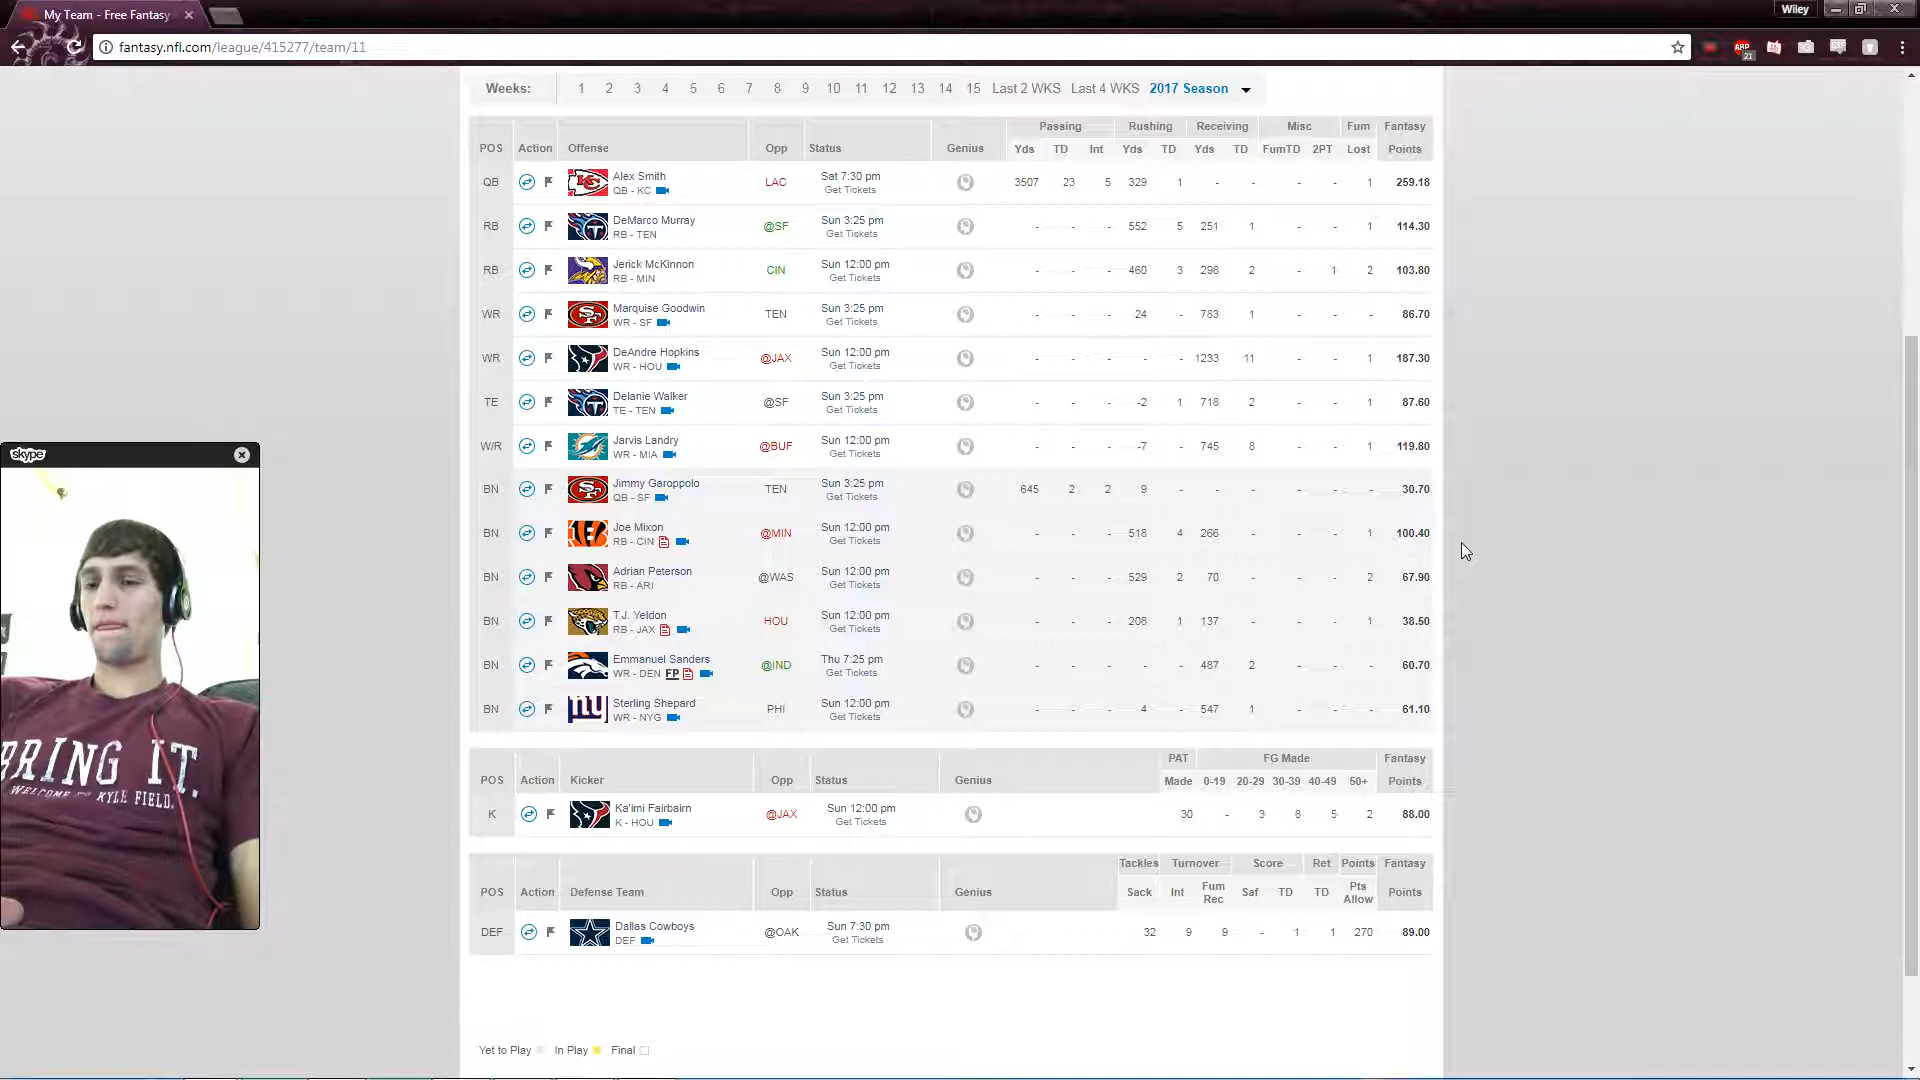 My Team - Free Fantasy
Wiley
fantasy.nfl.com/league/415277/team/11
ABP
21
Weeks: 1 2 3 4 5 6 7 8 9 10 11 12 13 14 15 Last 2 WKS Last 4 WKS 2017 Season
Passing Rushing Receiving Misc Fum Fantasy
POS Action Offense Opp Status Genius Yds TD Int Yds TD Yds TD FumTD 2PT Lost Points
QB Alex Smith LAC Sat 7:30 pm 3507 23 5 329 1 - - - - 1 259.18
QB - KC Get Tickets
RB DeMarco Murray @SF Sun 3:25 pm - - - 552 5 251 1 - - 1 114.30
RB - TEN Get Tickets
RB Jerick McKinnon CIN Sun 12:00 pm - - - 460 3 298 2 - 1 2 103.80
RB - MIN Get Tickets
WR Marquise Goodwin TEN Sun 3:25 pm - - - 24 - 783 1 - - - 86.70
WR - SF Get Tickets
WR DeAndre Hopkins @JAX Sun 12:00 pm - - - - - 1233 11 - - 1 187.30
WR - HOU Get Tickets
TE Delanie Walker @SF Sun 3:25 pm - - - -2 1 718 2 - - 1 87.60
TE - TEN Get Tickets
W/R Jarvis Landry @BUF Sun 12:00 pm - - - -7 - 745 8 - - 1 119.80
WR - MIA Get Tickets
BN Jimmy Garoppolo TEN Sun 3:25 pm 645 2 2 9 - - - - - - 30.70
QB - SF Get Tickets
BN Joe Mixon @MIN Sun 12:00 pm - - - 518 4 266 - - - 1 100.40
RB - CIN Get Tickets
BN Adrian Peterson @WAS Sun 12:00 pm - - - 529 2 70 - - - 2 67.90
RB - ARI Get Tickets
BN T.J. Yeldon HOU Sun 12:00 pm - - - 208 1 137 - - - 1 38.50
RB - JAX Get Tickets
BN Emmanuel Sanders @IND Thu 7:25 pm - - - - - 487 2 - - - 60.70
WR - DEN FP Get Tickets
BN Sterling Shepard PHI Sun 12:00 pm - - - 4 - 547 1 - - - 61.10
WR - NYG Get Tickets
PAT FG Made Fantasy
POS Action Kicker Opp Status Genius Made 0-19 20-29 30-39 40-49 50+ Points
K Ka'imi Fairbairn @JAX Sun 12:00 pm 30 - 3 6 5 2 88.00
K - HOU Get Tickets
Tackles Turnover Score Ret Points Fantasy
POS Action Defense Team Opp Status Genius Sack Int Fum Rec Saf TD TD Pts Allow Points
DEF Dallas Cowboys @OAK Sun 7:30 pm 32 9 9 - 1 1 270 89.00
DEF Get Tickets
Yet to Play In Play Final
skype
BRING IT.
WELCOME KYLE FIELD.